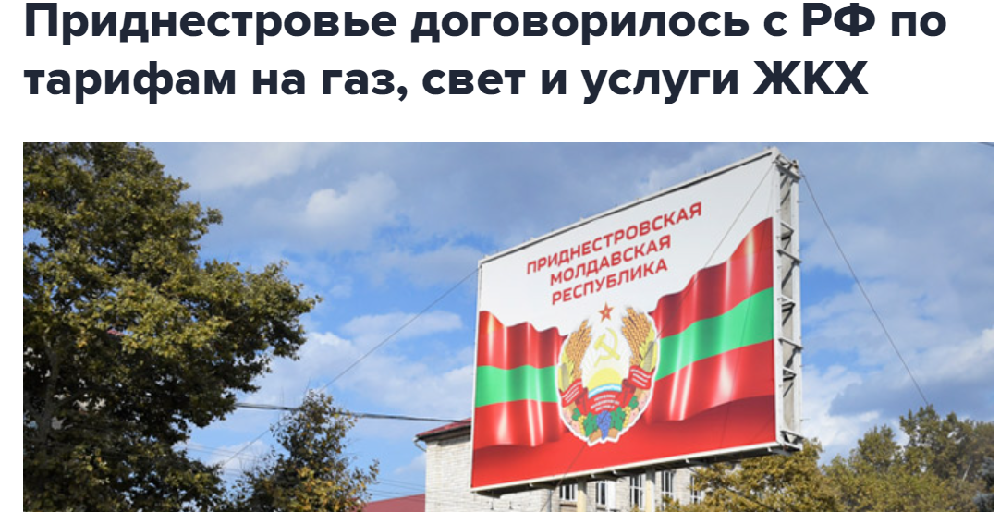 Приднестровье договорилось с РФ по
тарифам на газ, свет и услуги ЖКХ
ПРИДНЕСТРОВСКАЯ
МОЛДАВСКАЯ
РЕСПУБЛИКА